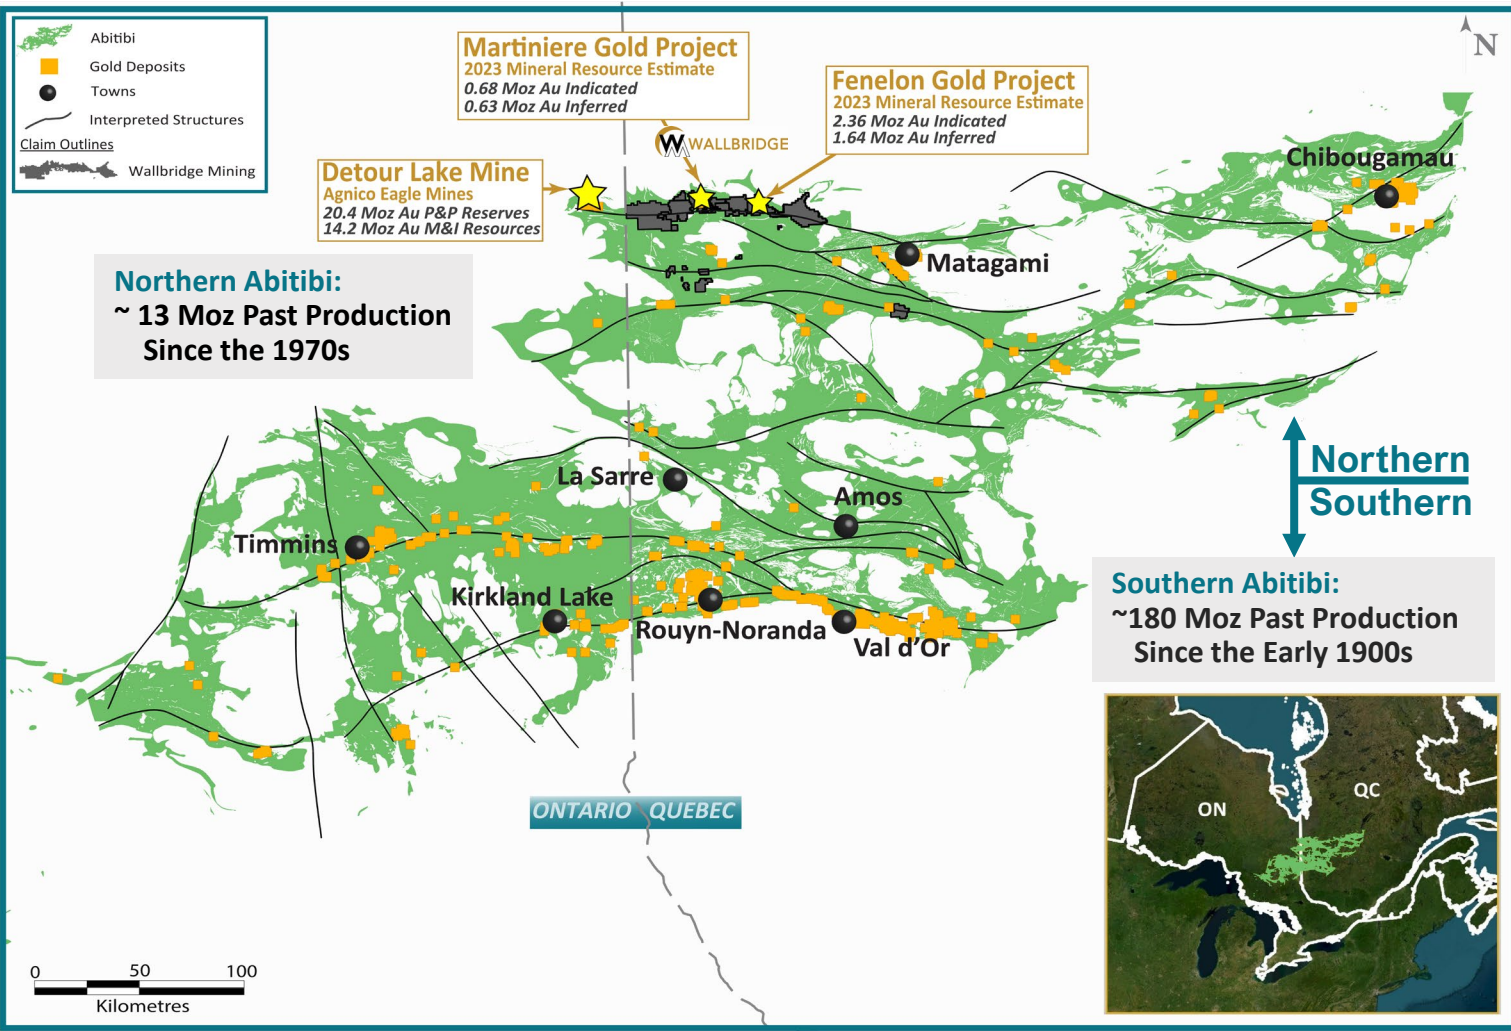 Abitibi
Gold Deposits
Towns
Interpreted Structures
Claim Outlines
Wallbridge Mining
Martiniere Gold Project
2023 Mineral Resource Estimate
0.68 Moz Au Indicated
0.63 Moz Au Inferred
Fenelon Gold Project
2023 Mineral Resource Estimate
2.36 Moz Au Indicated
1.64 Moz Au Inferred
N
W WALLBRIDGE
Detour Lake Mine
Agnico Eagle Mines
20.4 Moz Au P&P Reserves
14.2 Moz Au M&I Resources
Chibougamau
Matagami
Northern Abitibi:
~ 13 Moz Past Production
Since the 1970s
La Sarre
Amos
Northern
Southern
Timmins
Kirkland Lake
Rouyn-Noranda
Val d’Or
Southern Abitibi:
~180 Moz Past Production
Since the Early 1900s
ONTARIO QUEBEC
ON
QC
0 50 100
Kilometres